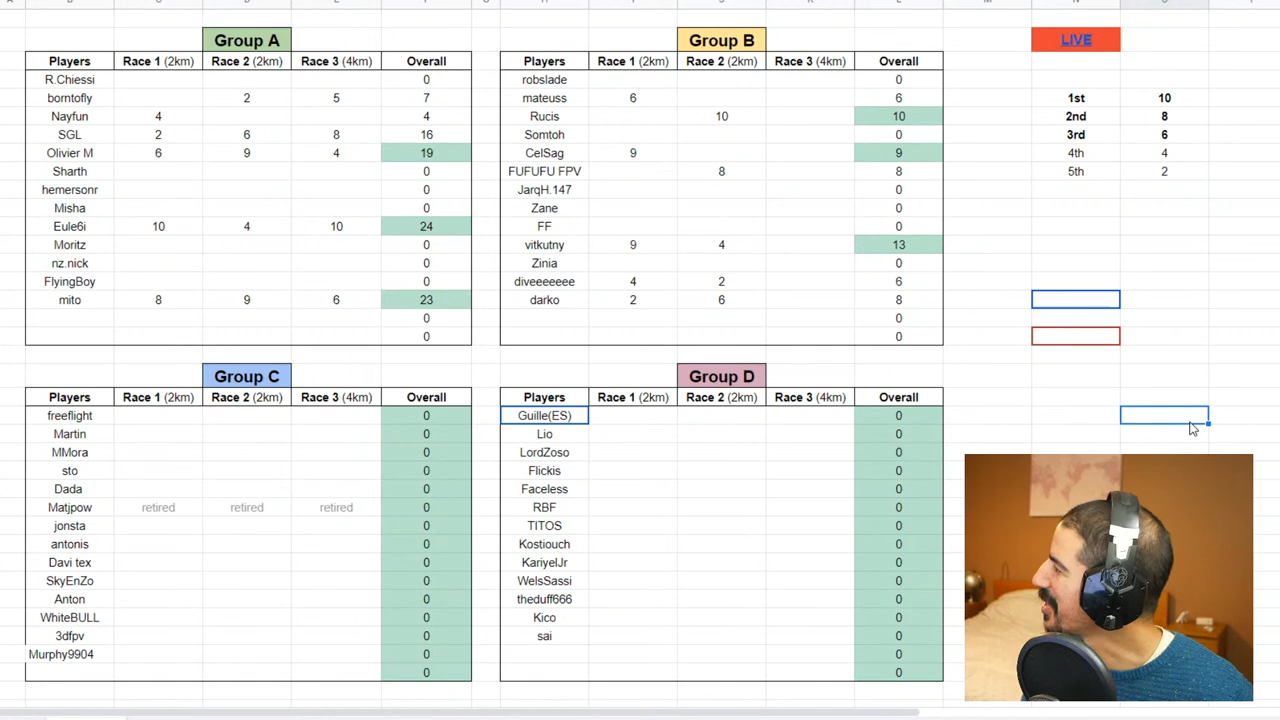 Group A
Players Race 1 (2km) Race 2 (2km) Race 3 (4km) Overall
R.Chiessi 0
borntofly 2 5 7
Nayfun 4 4
SGL 2 6 8 16
Olivier M 6 9 4 19
Sharth 0
hemersonr 0
Misha 0
Eule6i 10 4 10 24
Moritz 0
nz.nick 0
FlyingBoy 0
mito 8 9 6 23
0
0
Group B
Players Race 1 (2km) Race 2 (2km) Race 3 (4km) Overall
robslade 0
mateuss 6 6
Rucis 10 10
Somtoh 0
CelSag 9 9
FUFUFU FPV 8 8
JarqH.147 0
Zane 0
FF 0
vitkutny 9 4 13
Zinia 0
diveeeeeee 4 2 6
darko 2 6 8
0
0
LIVE
1st 10
2nd 8
3rd 6
4th 4
5th 2
Group C
Players Race 1 (2km) Race 2 (2km) Race 3 (4km) Overall
freeflight 0
Martin 0
MMora 0
sto 0
Dada 0
Matjpow retired retired retired 0
jonsta 0
antonis 0
Davi tex 0
SkyEnZo 0
Anton 0
WhiteBULL 0
3dfpv 0
Murphy9904 0
0
Group D
Players Race 1 (2km) Race 2 (2km) Race 3 (4km) Overall
Guille(ES) 0
Lio 0
LordZoso 0
Flickis 0
Faceless 0
RBF 0
TITOS 0
Kostiouch 0
KariyelJr 0
WelsSassi 0
theduff666 0
Kico 0
sai 0
0
0